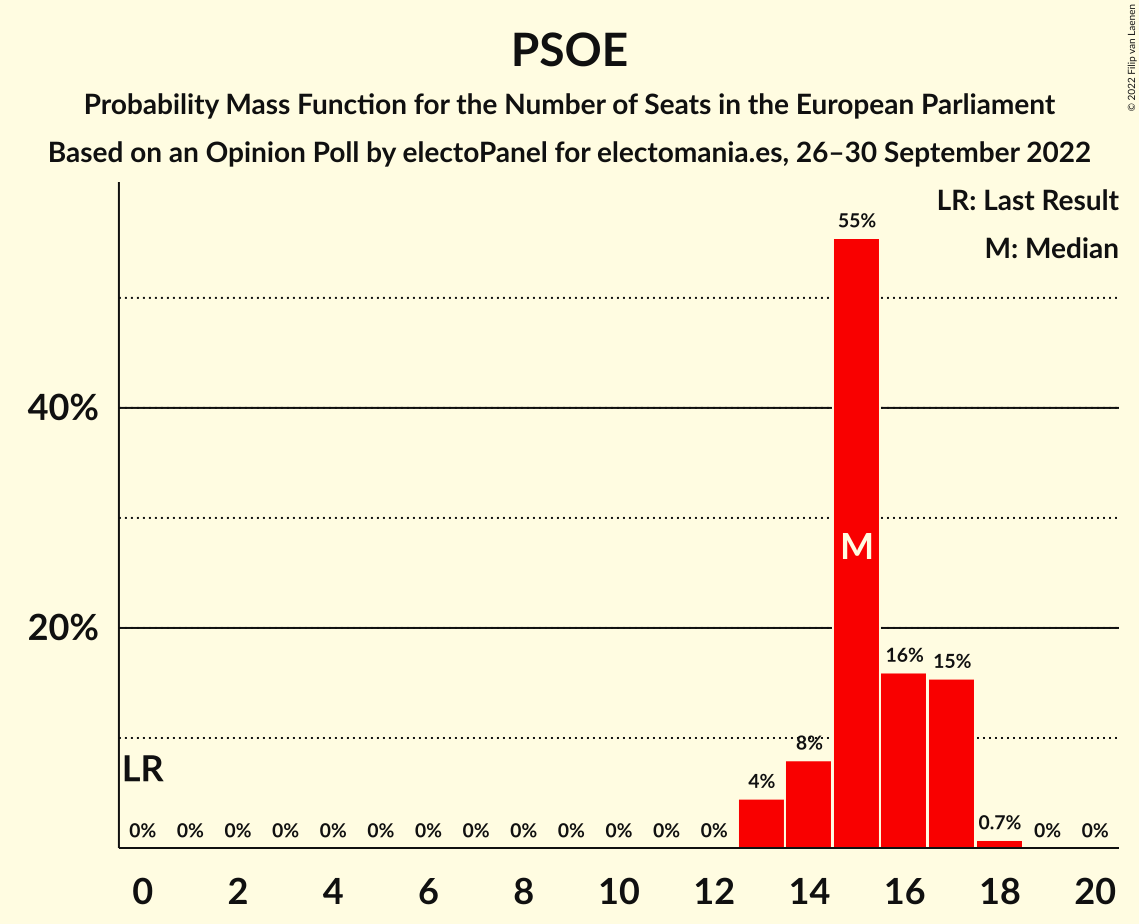 PSOE
Probability Mass Function for the Number of Seats in the European Parliament
Based on an Opinion Poll by electoPanel for electomania.es, 26–30 September 2022
© 2022 Filip van Laenen
LR: Last Result
M: Median
55%
40%
M
20%
16%
15%
8%
LR
4%
0% 0% 0% 0% 0% 0% 0% 0% 0% 0% 0% 0% 0% 0.7% 0% 0%
0 2 4 6 8 10 12 14 16 18 20